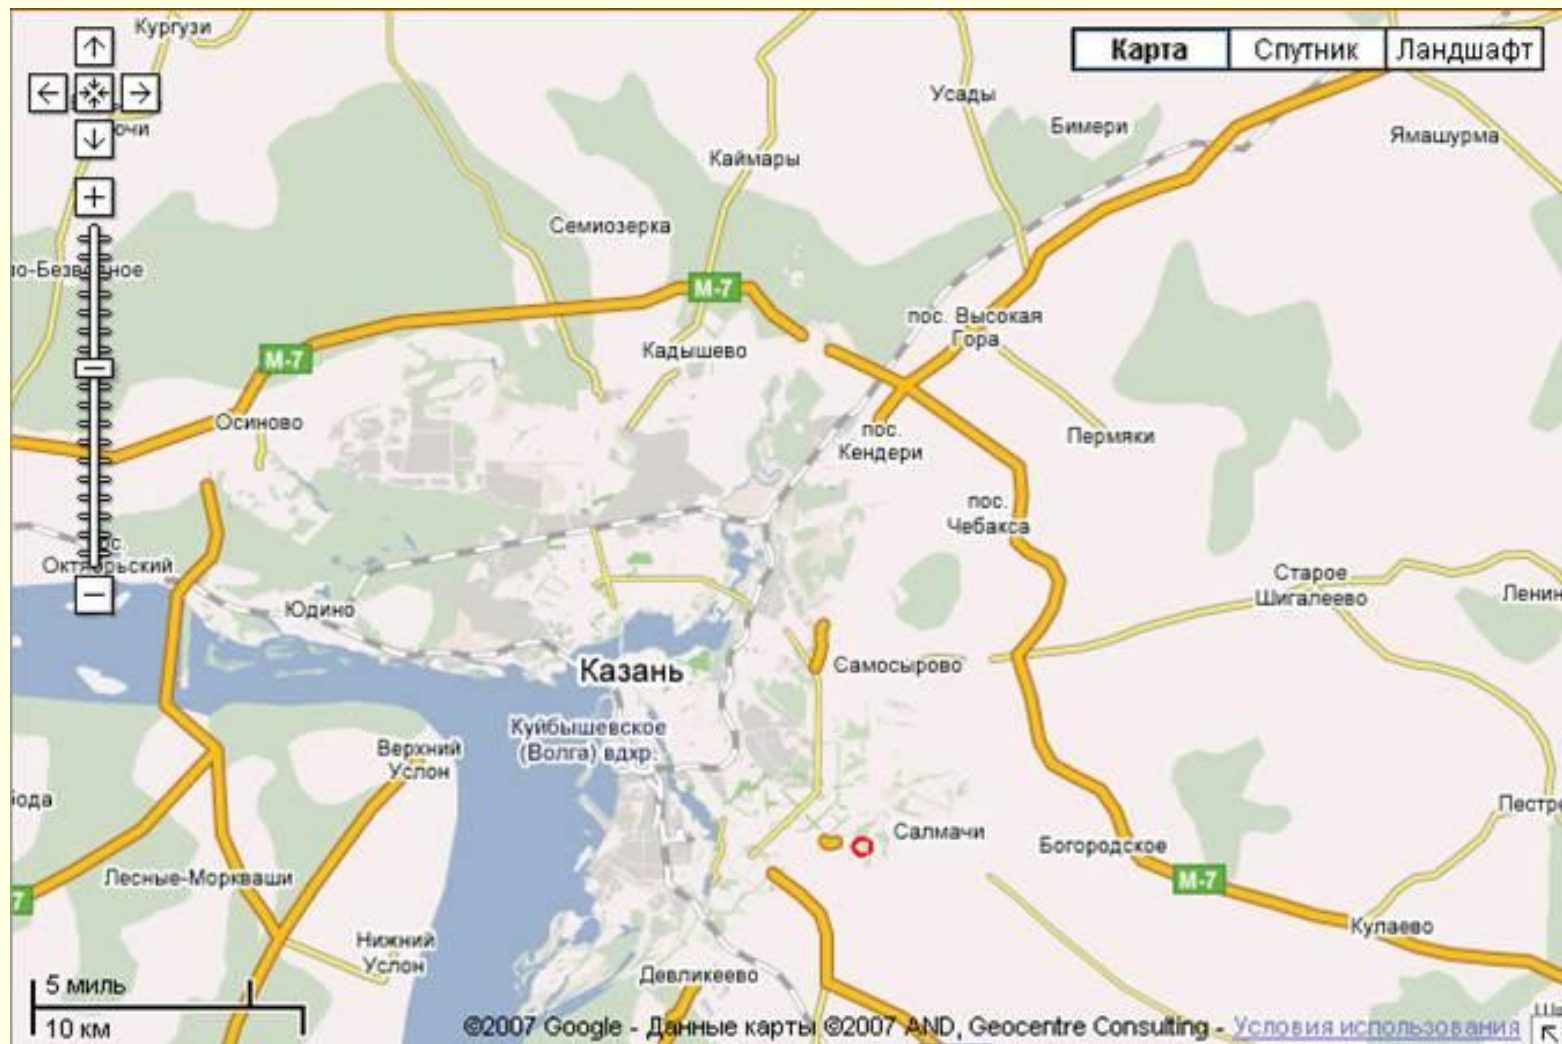 Кургузи
Карта
Спутник
Ландшафт
Усады
Бимери
Ямашурма
Каймары
Семиозерка
М-7
пос. Высокая
Гора
Кадышево
М-7
Осиново
пос.
Кендери
Пермяки
пос.
Чебакса
Октябрьский
Старое
Шигалеево
Юдино
Казань
Самосырово
Куйбышевское
(Волга) вдхр.
Верхний
Услон
Салмачи
Богородское
М-7
Лесные-Моркваши
7
Кулаево
Нижний
Услон
Девликеево
5 миль
10 км
©2007 Google - Данные карты ©2007 AND, Geocentre Consulting - Условия использования